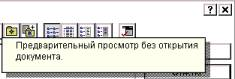 Предварительный просмотр без открытия
документа.